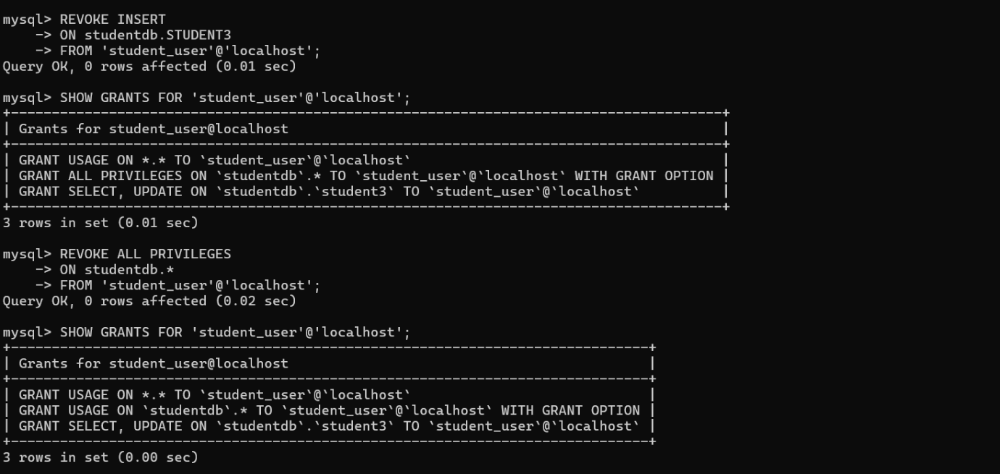 mysql> REVOKE INSERT
    -> ON studentdb.STUDENT3
    -> FROM 'student_user'@'localhost';
Query OK, 0 rows affected (0.01 sec)

mysql> SHOW GRANTS FOR 'student_user'@'localhost';
+---------------------------------------------------------------------------------------+
| Grants for student_user@localhost                                                     |
+---------------------------------------------------------------------------------------+
| GRANT USAGE ON *.* TO `student_user`@`localhost`                                      |
| GRANT ALL PRIVILEGES ON `studentdb`.* TO `student_user`@`localhost` WITH GRANT OPTION |
| GRANT SELECT, UPDATE ON `studentdb`.`student3` TO `student_user`@`localhost`          |
+---------------------------------------------------------------------------------------+
3 rows in set (0.01 sec)

mysql> REVOKE ALL PRIVILEGES
    -> ON studentdb.*
    -> FROM 'student_user'@'localhost';
Query OK, 0 rows affected (0.02 sec)

mysql> SHOW GRANTS FOR 'student_user'@'localhost';
+------------------------------------------------------------------------------+
| Grants for student_user@localhost                                            |
+------------------------------------------------------------------------------+
| GRANT USAGE ON *.* TO `student_user`@`localhost`                             |
| GRANT USAGE ON `studentdb`.* TO `student_user`@`localhost` WITH GRANT OPTION |
| GRANT SELECT, UPDATE ON `studentdb`.`student3` TO `student_user`@`localhost` |
+------------------------------------------------------------------------------+
3 rows in set (0.00 sec)